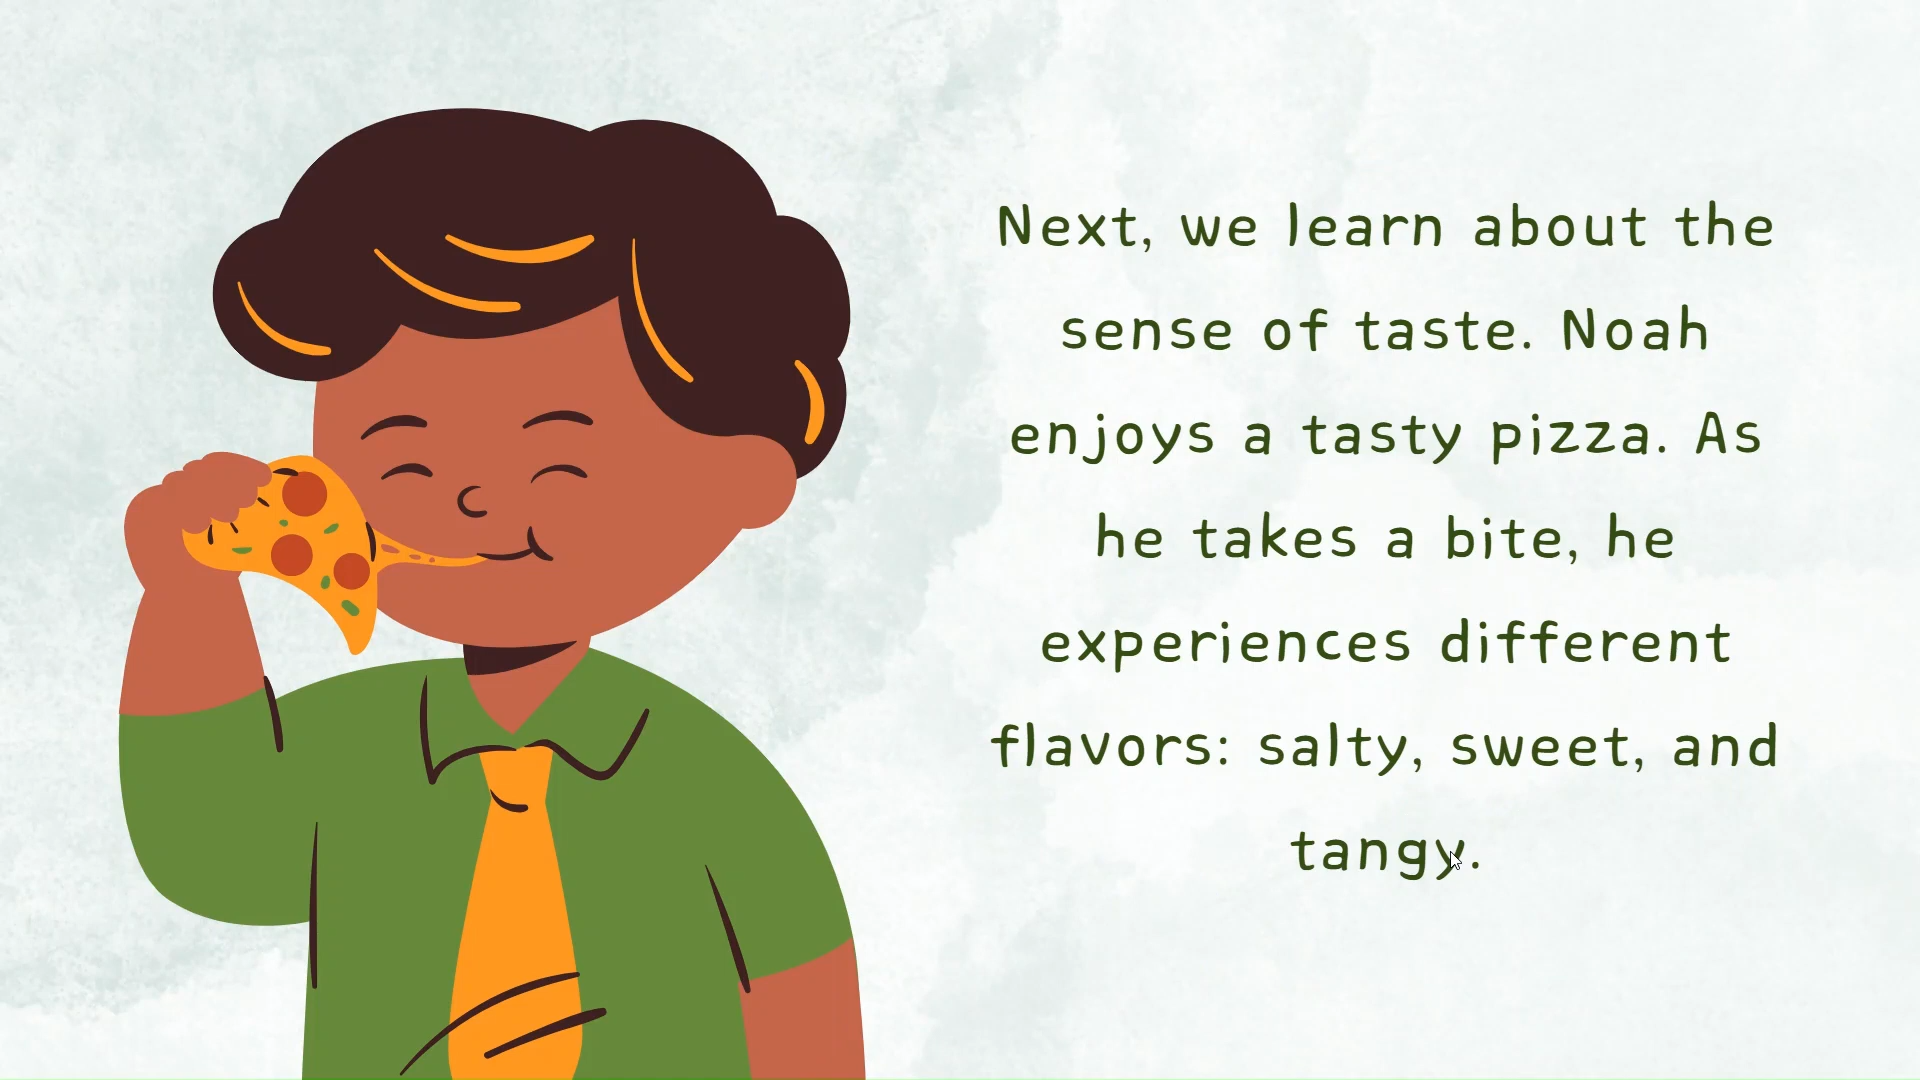 Next, we learn about the
sense of taste. Noah
enjoys a tasty pizza. As
he takes a bite, he
experiences different
flavors: salty, sweet, and
tangy.